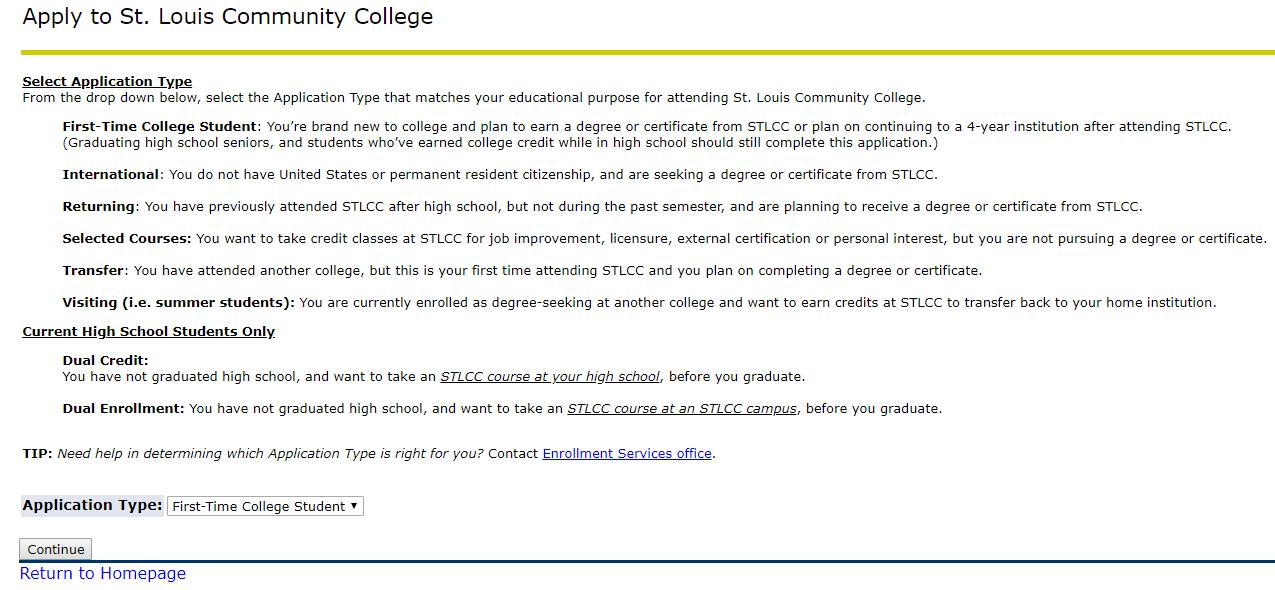 Apply to St. Louis Community College
Select Application Type
From the drop down below, select the Application Type that matches your educational purpose for attending St. Louis Community College.
First-Time College Student: You're brand new to college and plan to earn a degree or certificate from STLCC or plan on continuing to a 4-year institution after attending STLCC.
(Graduating high school seniors, and students who've earned college credit while in high school should still complete this application.)
International: You do not have United States or permanent resident citizenship, and are seeking a degree or certificate from STLCC.
Returning: You have previously attended STLCC after high school, but not during the past semester, and are planning to receive a degree or certificate from STLCC.
Selected Courses: You want to take credit classes at STLCC for job improvement, licensure, external certification or personal interest, but you are not pursuing a degree or certificate.
Transfer: You have attended another college, but this is your first time attending STLCC and you plan on completing a degree or certificate.
Visiting (i.e. summer students): You are currently enrolled as degree-seeking at another college and want to earn credits at STLCC to transfer back to your home institution.
Current High School Students Only
Dual Credit:
You have not graduated high school, and want to take an STLCC course at your high school, before you graduate.
Dual Enrollment: You have not graduated high school, and want to take an STLCC course at an STLCC campus, before you graduate.
TIP: Need help in determining which Application Type is right for you? Contact Enrollment Services office.
Application Type: First-Time College Student
Continue
Return to Homepage